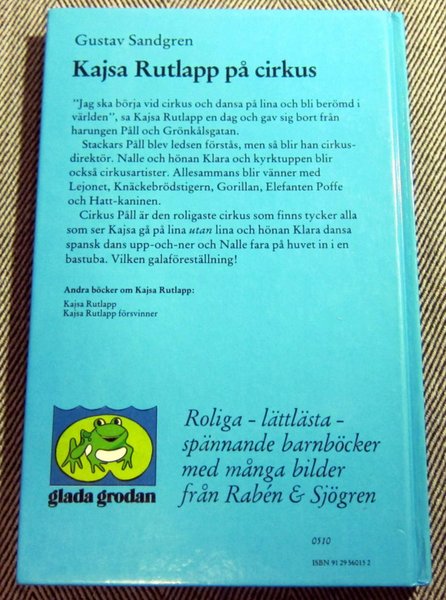 Gustav Sandgren
Kajsa Rutlapp på cirkus
"Jag ska börja vid cirkus och dansa på lina och bli berömd i
världen", sa Kajsa Rutlapp en dag och gav sig bort från
harungen Påll och Grönkålsgatan.
Stackars Påll blev ledsen förstås, men så blir han cirkus-
direktör. Nalle och hönan Klara och kyrktuppen blir
också cirkusartister. Allesammans blir vänner med
Lejonet, Knäckebrödstigern, Gorillan, Elefanten Poffe
och Hatt-kaninen.
Cirkus Påll är den roligaste cirkus som finns tycker alla
som ser Kajsa gå på lina utan lina och hönan Klara dansa
spansk dans upp-och-ner och Nalle fara på huvet in i en
bastuba. Vilken galaföreställning!
Andra böcker om Kajsa Rutlapp:
Kajsa Rutlapp
Kajsa Rutlapp försvinner
glada grodan
Roliga - lättlästa -
spännande barnböcker
med många bilder
från Rabén & Sjögren
0510
ISBN 91 29 56015 2